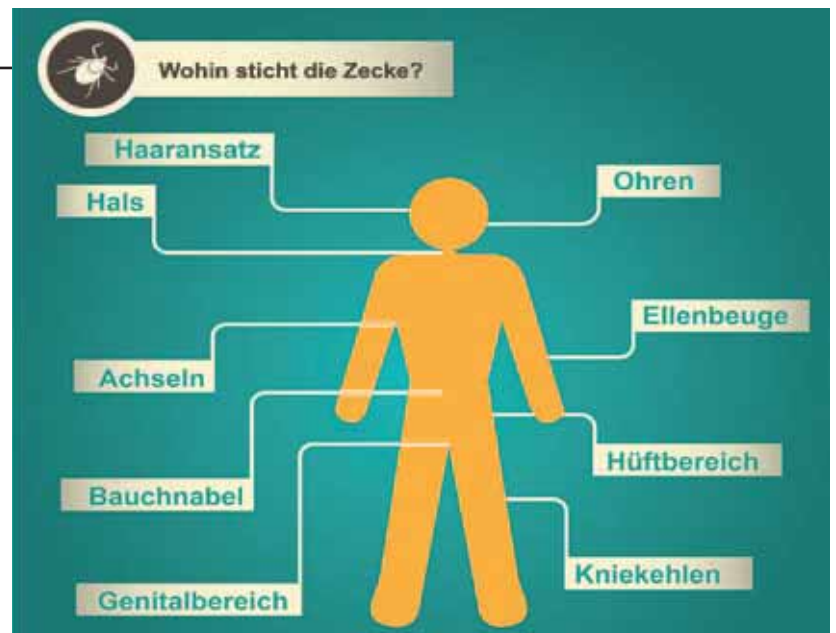 Wohin sticht die Zecke?
Haaransatz
Ohren
Hals
Ellenbeuge
Achseln
Hüftbereich
Bauchnabel
Kniekehlen
Genitalbereich